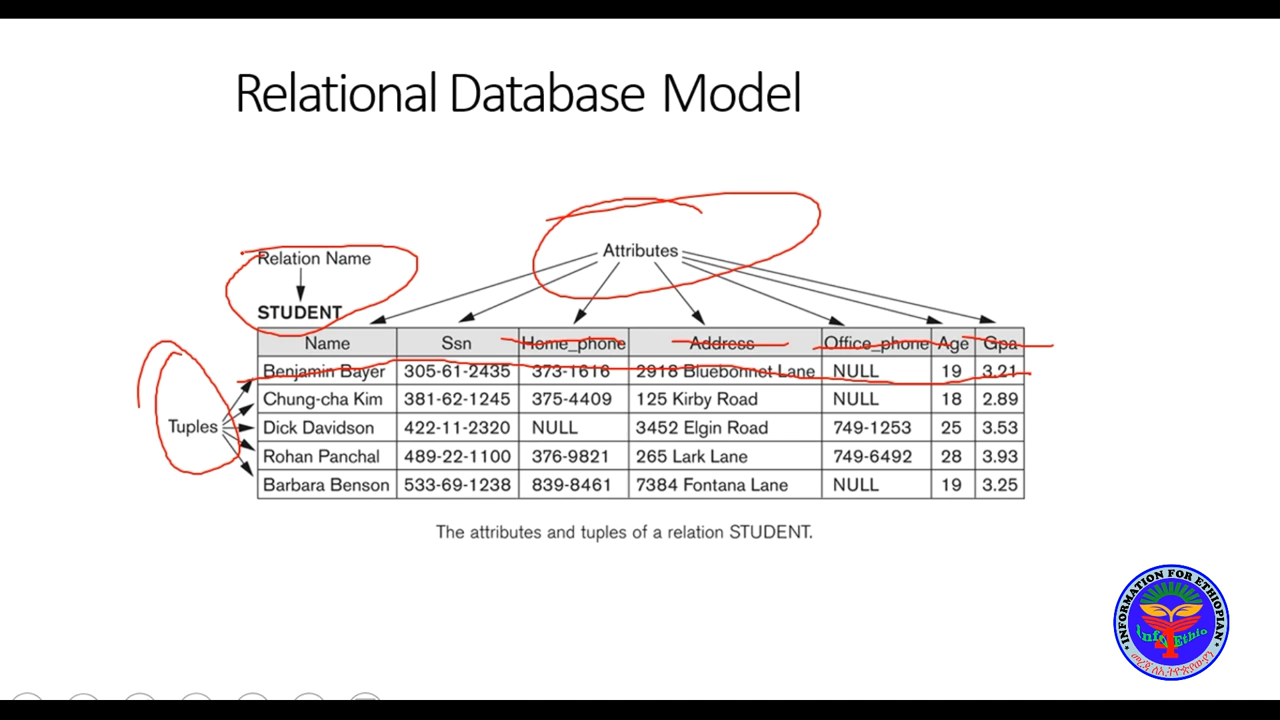 Relational Database Model
Attributes
Relation Name
STUDENT
Name Ssn Home_phone Address Office_phone Age Gpa
Benjamin Bayer 305-61-2435 373-1616 2918 Bluebonnet Lane NULL 19 3.21
Chung-cha Kim 381-62-1245 375-4409 125 Kirby Road NULL 18 2.89
Tuples
Dick Davidson 422-11-2320 NULL 3452 Elgin Road 749-1253 25 3.53
Rohan Panchal 489-22-1100 376-9821 265 Lark Lane 749-6492 28 3.93
Barbara Benson 533-69-1238 839-8461 7384 Fontana Lane NULL 19 3.25
The attributes and tuples of a relation STUDENT.
INFORMATION FOR ETHIOPIAN
Info 4 Ethio
መረጃ ለኢትዮጵያውያን